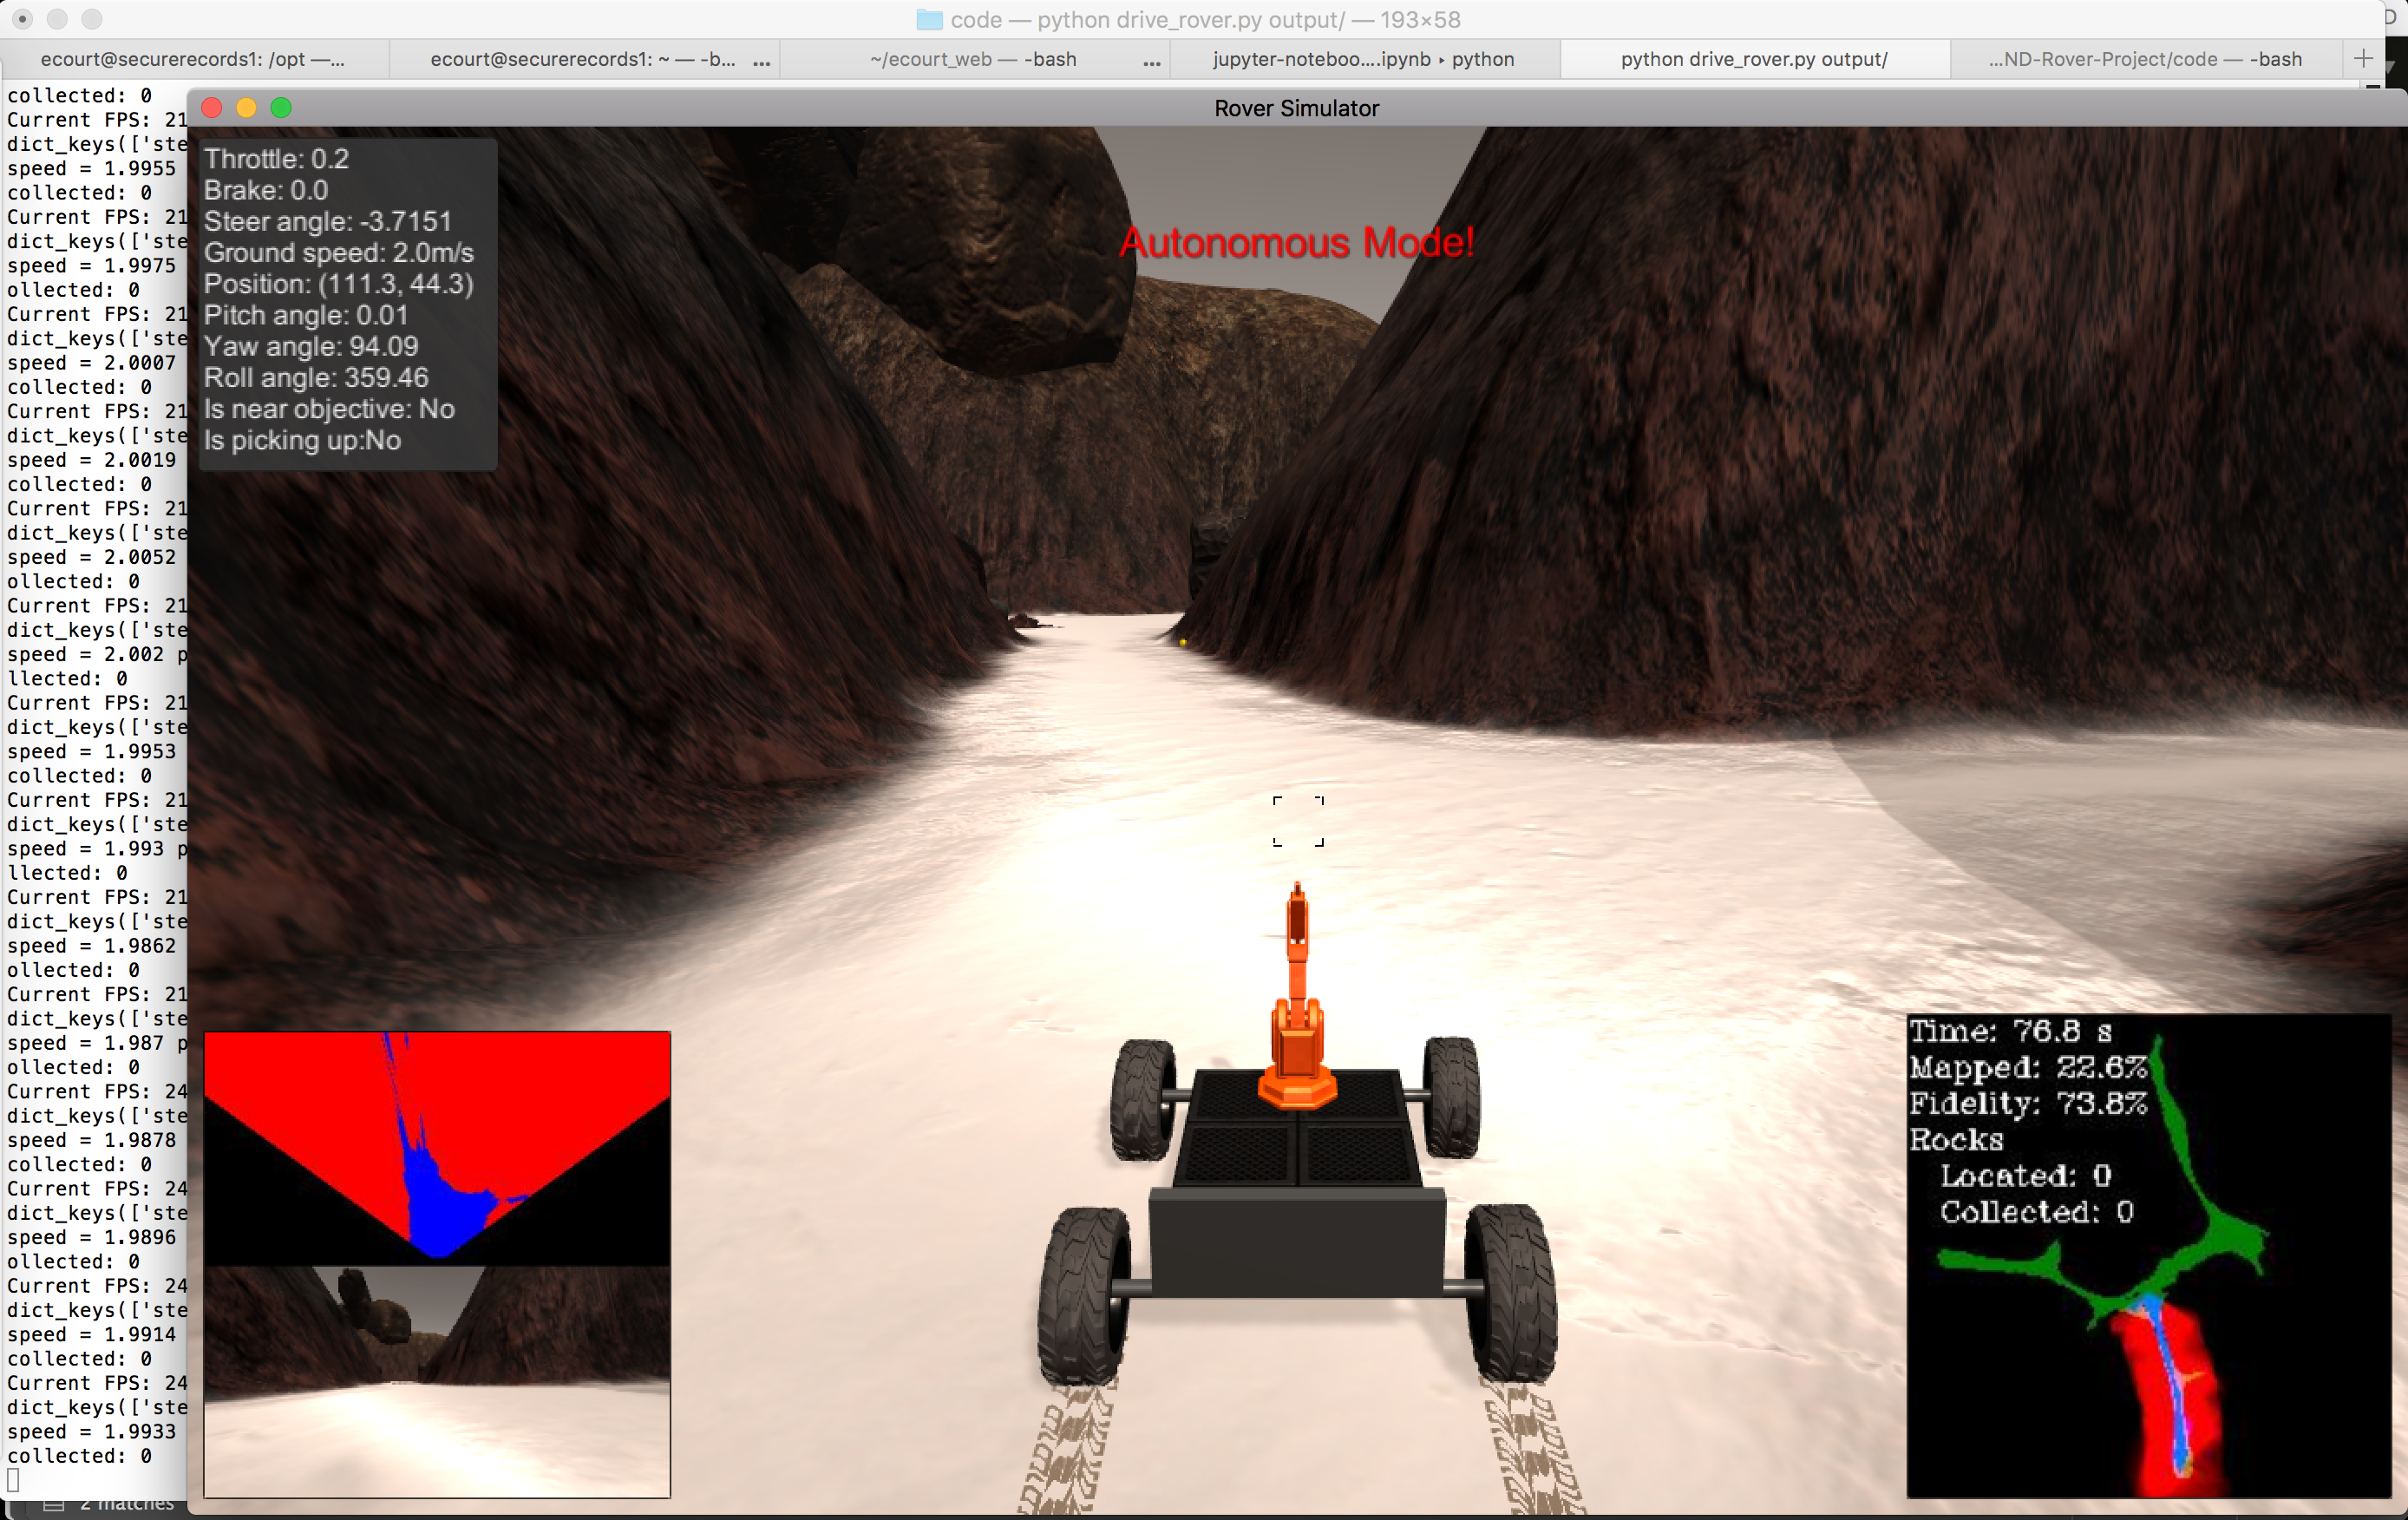 code — python drive_rover.py output/ — 193×58
ecourt@securerecords1: /opt —...
ecourt@securerecords1: ~ — -b... ...
~/ecourt_web — -bash ...
jupyter-noteboo....ipynb ▸ python
python drive_rover.py output/
...ND-Rover-Project/code — -bash
collected: 0
Current FPS: 21
dict_keys(['ste
speed = 1.9955
collected: 0
Current FPS: 21
dict_keys(['ste
speed = 1.9975
ollected: 0
Current FPS: 21
dict_keys(['ste
speed = 2.0007
collected: 0
Current FPS: 21
dict_keys(['ste
speed = 2.0019
collected: 0
Current FPS: 21
dict_keys(['ste
speed = 2.0052
ollected: 0
Current FPS: 21
dict_keys(['ste
speed = 2.002 p
llected: 0
Current FPS: 21
dict_keys(['ste
speed = 1.9953
collected: 0
Current FPS: 21
dict_keys(['ste
speed = 1.993 p
llected: 0
Current FPS: 21
dict_keys(['ste
speed = 1.9862
ollected: 0
Current FPS: 21
dict_keys(['ste
speed = 1.987 p
ollected: 0
Current FPS: 24
dict_keys(['ste
speed = 1.9878
collected: 0
Current FPS: 24
dict_keys(['ste
speed = 1.9896
ollected: 0
Current FPS: 24
dict_keys(['ste
speed = 1.9914
collected: 0
Current FPS: 24
dict_keys(['ste
speed = 1.9933
collected: 0
2 matches
Rover Simulator
Throttle: 0.2
Brake: 0.0
Steer angle: -3.7151
Ground speed: 2.0m/s
Position: (111.3, 44.3)
Pitch angle: 0.01
Yaw angle: 94.09
Roll angle: 359.46
Is near objective: No
Is picking up:No
Autonomous Mode!
Time: 76.8 s
Mapped: 22.6%
Fidelity: 73.8%
Rocks
Located: 0
Collected: 0